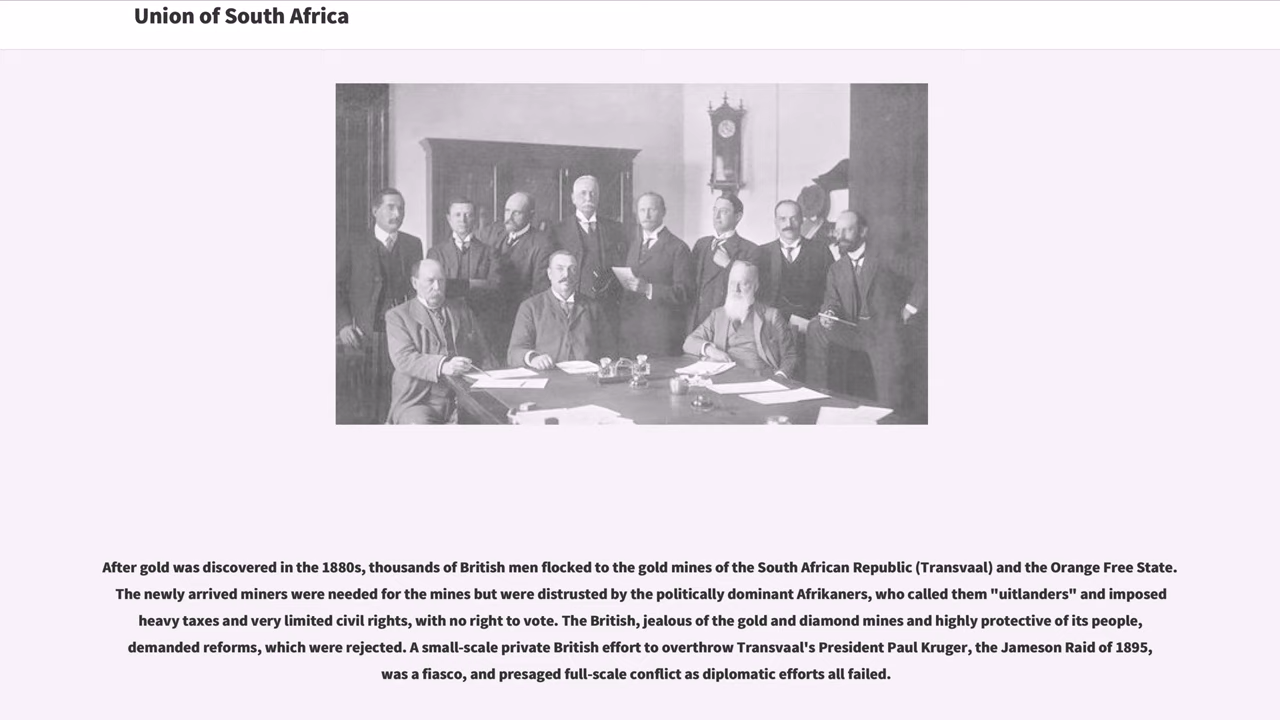 Union of South Africa
After gold was discovered in the 1880s, thousands of British men flocked to the gold mines of the South African Republic (Transvaal) and the Orange Free State.
The newly arrived miners were needed for the mines but were distrusted by the politically dominant Afrikaners, who called them "uitlanders" and imposed
heavy taxes and very limited civil rights, with no right to vote. The British, jealous of the gold and diamond mines and highly protective of its people,
demanded reforms, which were rejected. A small-scale private British effort to overthrow Transvaal's President Paul Kruger, the Jameson Raid of 1895,
was a fiasco, and presaged full-scale conflict as diplomatic efforts all failed.